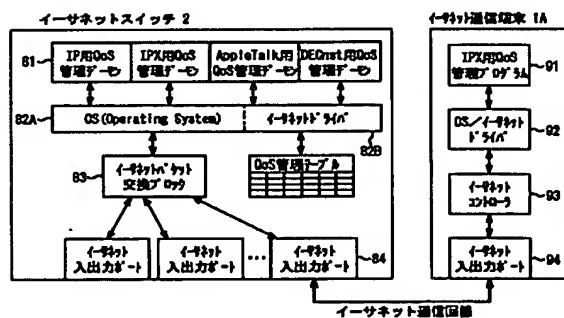 イーサネットスイッチ 2
イーサネット通信端末 1A
81
IP用QoS
管理デーモン
IPX用QoS
管理デーモン
AppleTalk用
QoS管理デーモン
DECnet用QoS
管理デーモン
IPX用QoS
管理プログラム
91
82A
OS(Operating System)
イーサネットドライバ
82B
OS/イーサネット
ドライバ
92
83
イーサネットパケット
交換ブロック
QoS管理テーブル
イーサネット
コントローラ
93
イーサネット
入出力ポート
イーサネット
入出力ポート
…
イーサネット
入出力ポート
84
イーサネット
入出力ポート
94
イーサネット通信回線